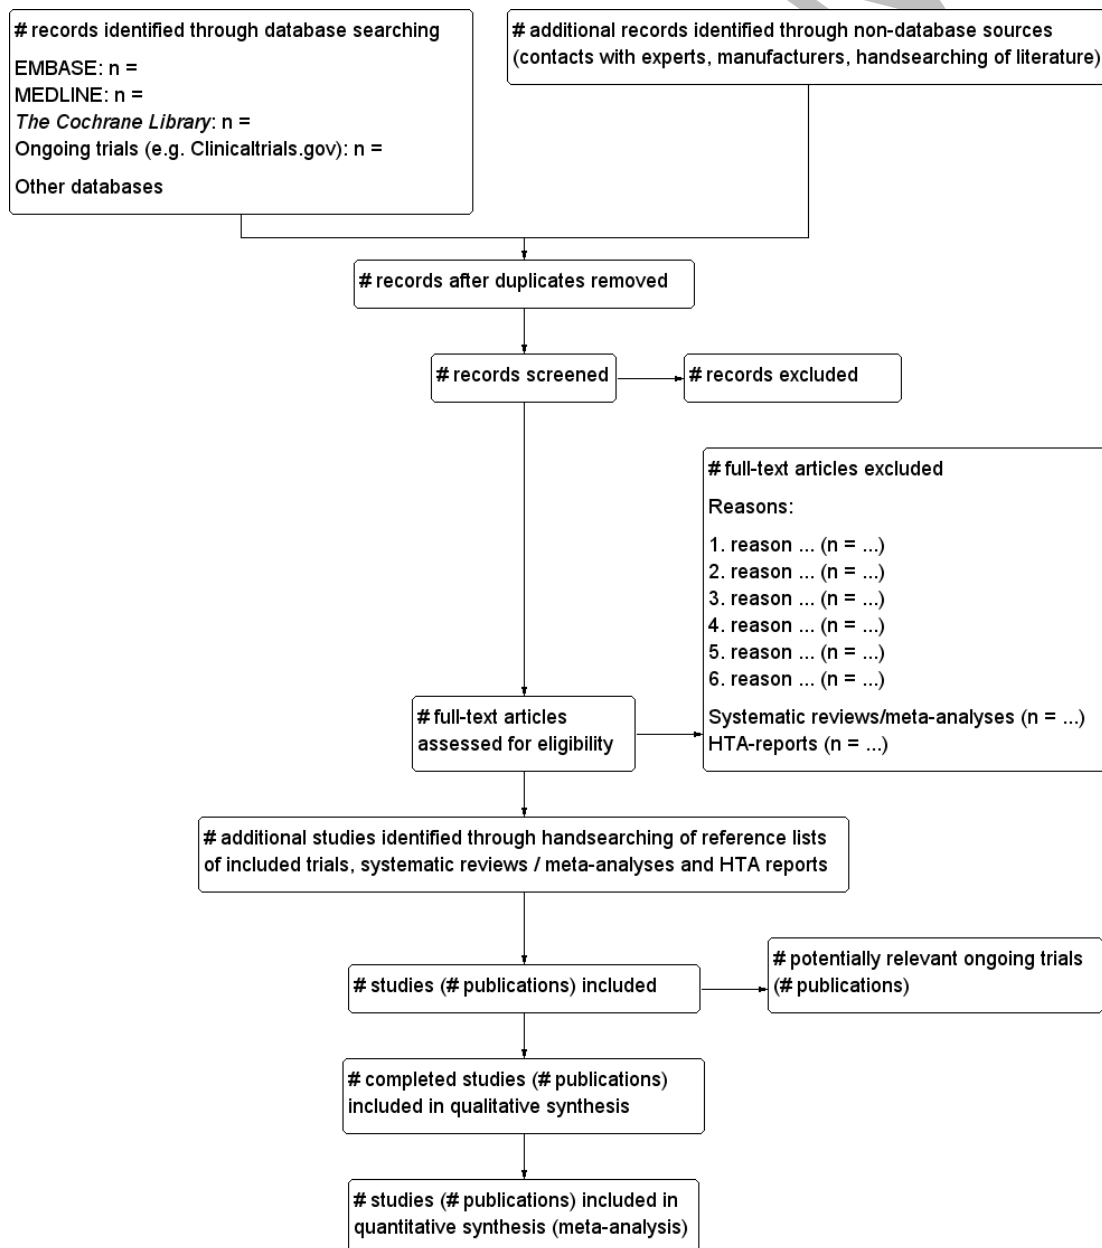 # records identified through database searching
EMBASE: n =
MEDLINE: n =
The Cochrane Library: n =
Ongoing trials (e.g. Clinicaltrials.gov): n =
Other databases
# additional records identified through non-database sources
(contacts with experts, manufacturers, handsearching of literature)
# records after duplicates removed
# records screened
# records excluded
# full-text articles excluded
Reasons:
1. reason ... (n = ...)
2. reason ... (n = ...)
3. reason ... (n = ...)
4. reason ... (n = ...)
5. reason ... (n = ...)
6. reason ... (n = ...)
Systematic reviews/meta-analyses (n = ...)
HTA-reports (n = ...)
# full-text articles
assessed for eligibility
# additional studies identified through handsearching of reference lists
of included trials, systematic reviews / meta-analyses and HTA reports
# studies (# publications) included
# potentially relevant ongoing trials
(# publications)
# completed studies (# publications)
included in qualitative synthesis
# studies (# publications) included in
quantitative synthesis (meta-analysis)